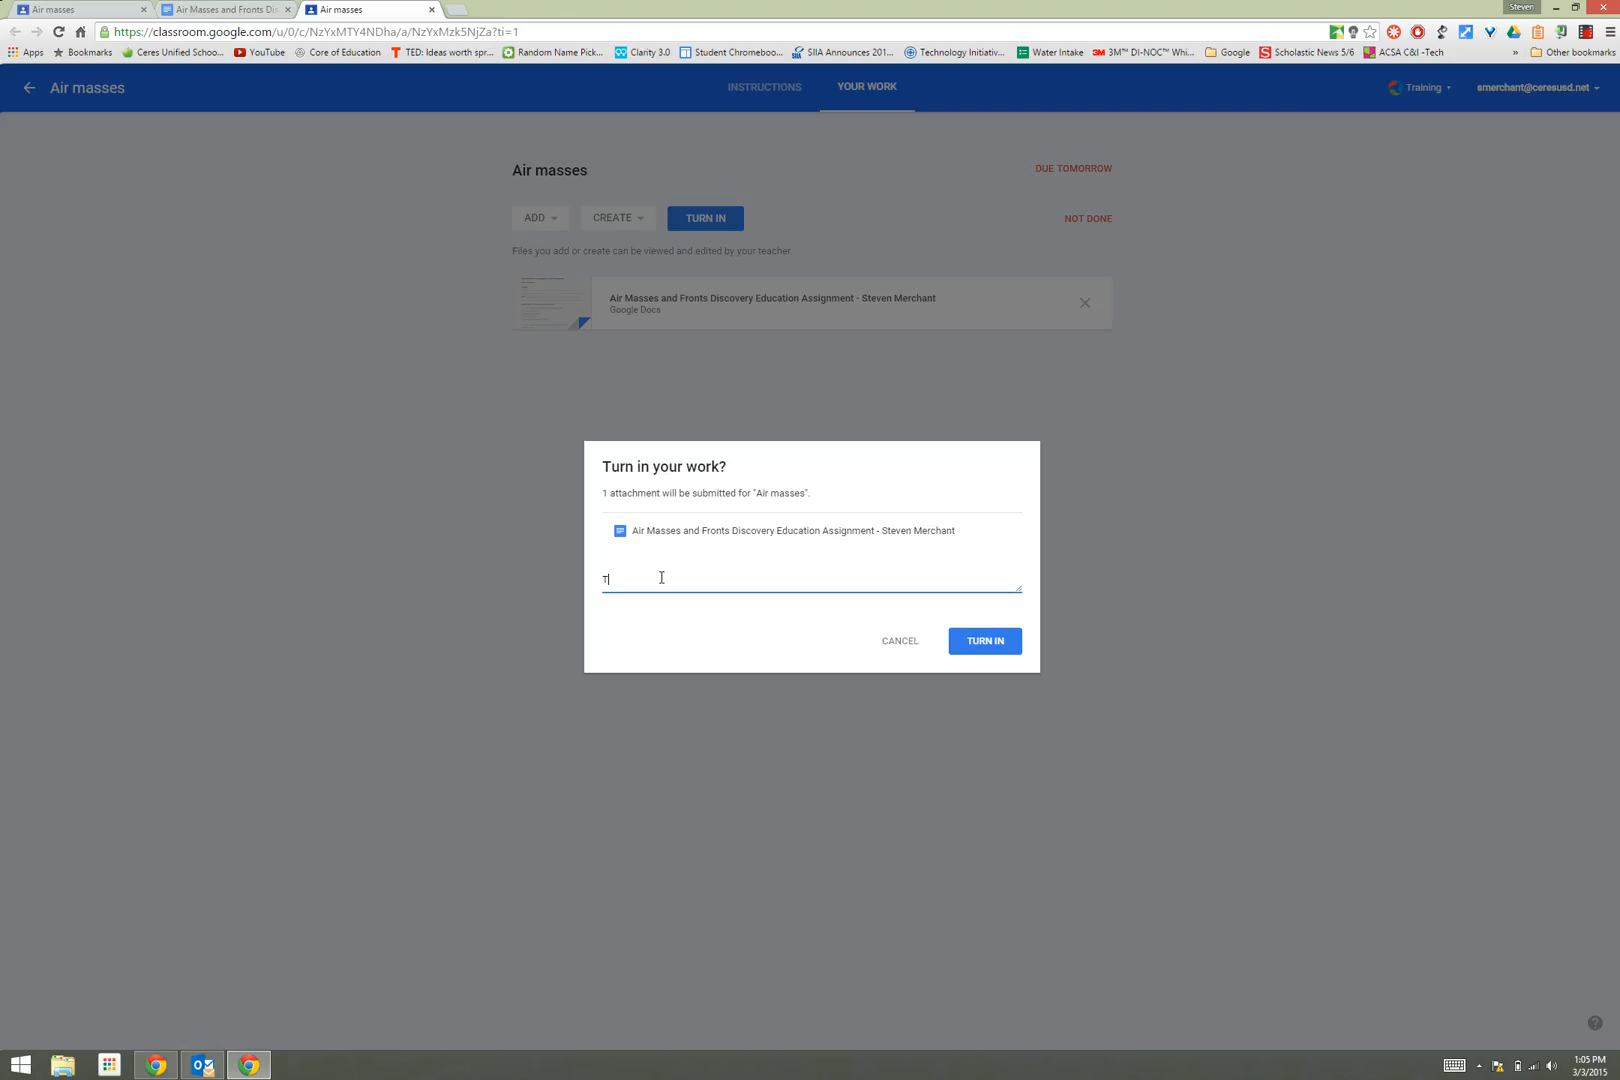 Air masses
Air Masses and Fronts Dis
Air masses
Steven
https://classroom.google.com/u/0/c/NzYxMTY4NDha/a/NzYxMzk5NjZa?ti=1
Apps Bookmarks Ceres Unified Schoo... YouTube Core of Education TED: Ideas worth spr... Random Name Pick... Clarity 3.0 Student Chromeboo... SIIA Announces 201... Technology Initiativ... Water Intake 3M 3M™ DI-NOC™ Whi... Google Scholastic News 5/6 ACSA C&I -Tech » Other bookmarks
Air masses INSTRUCTIONS YOUR WORK Training smerchant@ceresusd.net
Air masses DUE TOMORROW
ADD CREATE TURN IN NOT DONE
Files you add or create can be viewed and edited by your teacher.
Air Masses and Fronts Discovery Education Assignment - Steven Merchant
Google Docs
Turn in your work?
1 attachment will be submitted for "Air masses".
Air Masses and Fronts Discovery Education Assignment - Steven Merchant
T
CANCEL TURN IN
1:05 PM
3/3/2015